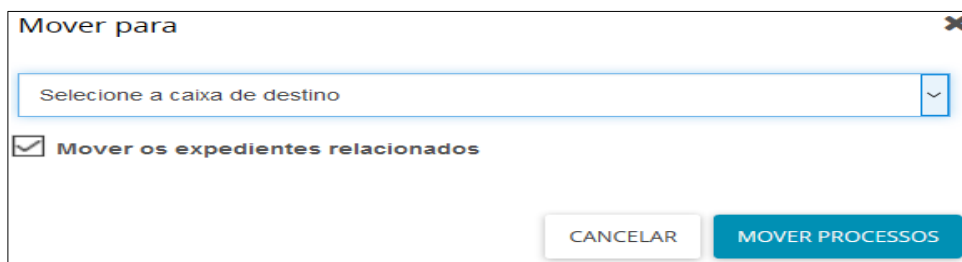 Mover para
Selecione a caixa de destino
Mover os expedientes relacionados
CANCELAR MOVER PROCESSOS